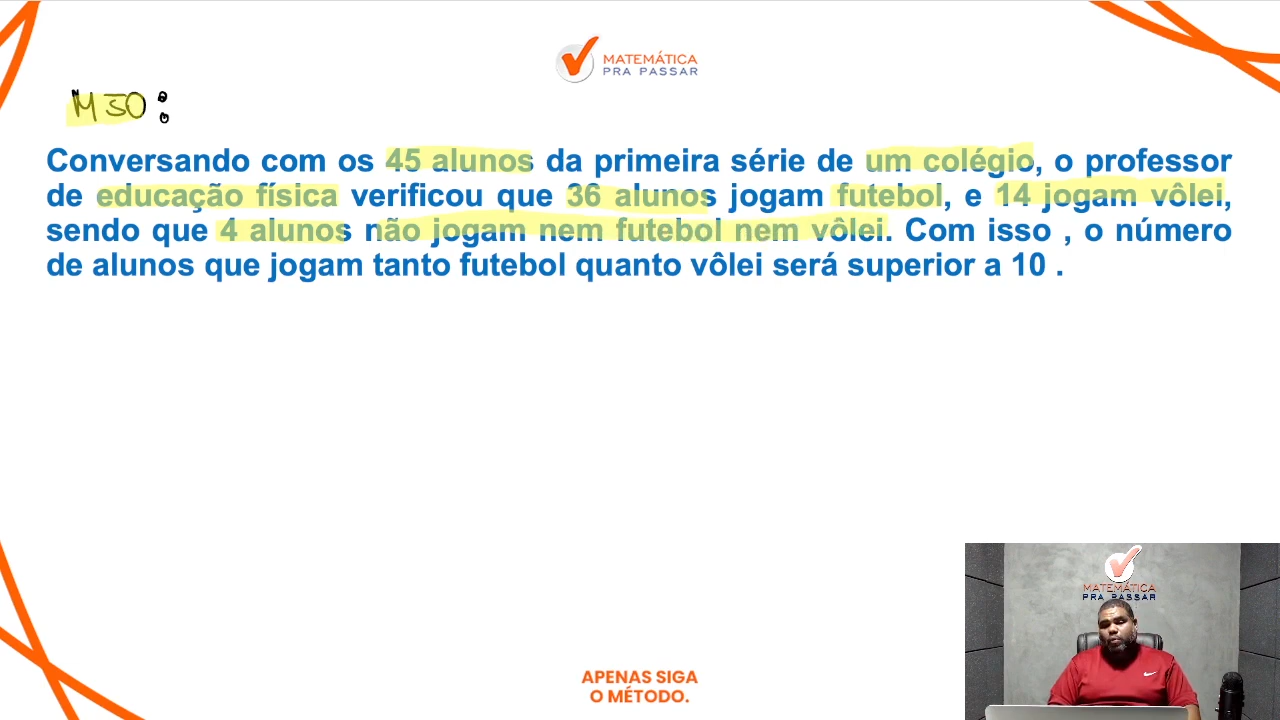 MATEMÁTICA
PRA PASSAR
M50:
Conversando com os 45 alunos da primeira série de um colégio, o professor
de educação física verificou que 36 alunos jogam futebol, e 14 jogam vôlei,
sendo que 4 alunos não jogam nem futebol nem vôlei. Com isso , o número
de alunos que jogam tanto futebol quanto vôlei será superior a 10 .
MATEMÁTICA
PRA PASSAR
APENAS SIGA
O MÉTODO.